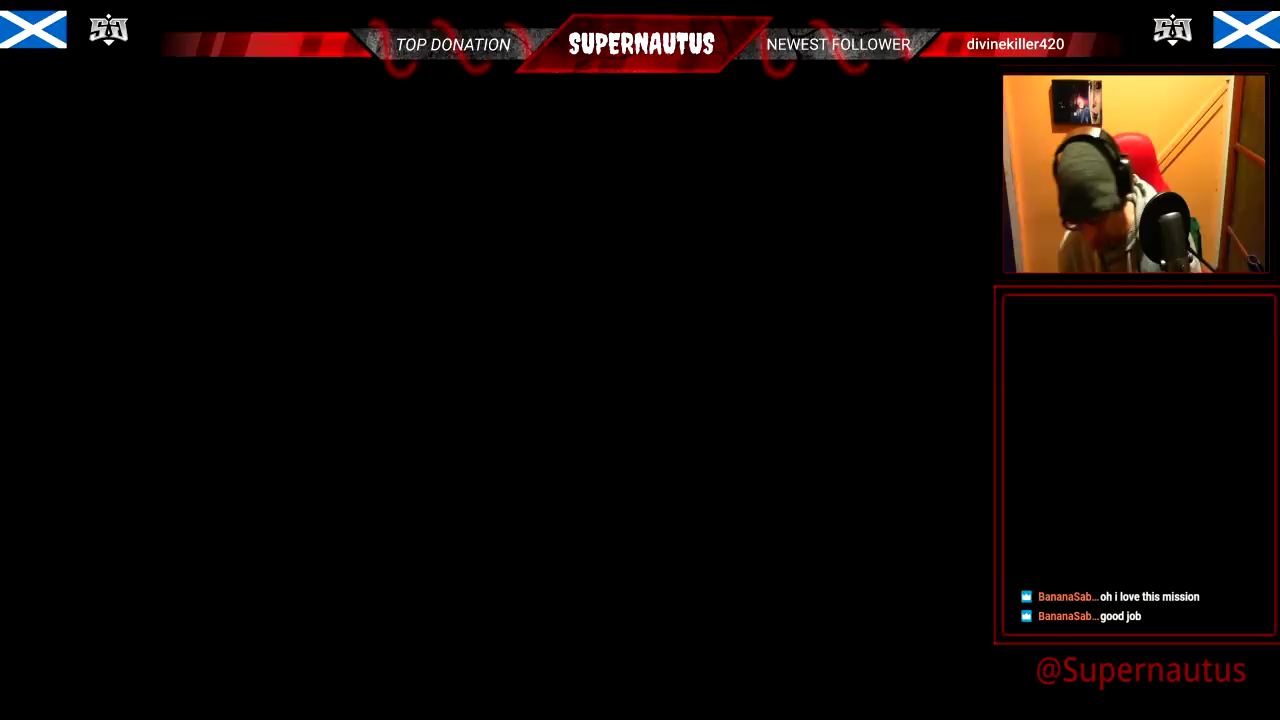 TOP DONATION
SUPERNAUTUS
NEWEST FOLLOWER
divinekiller420
BananaSab… oh i love this mission
BananaSab… good job
@Supernautus